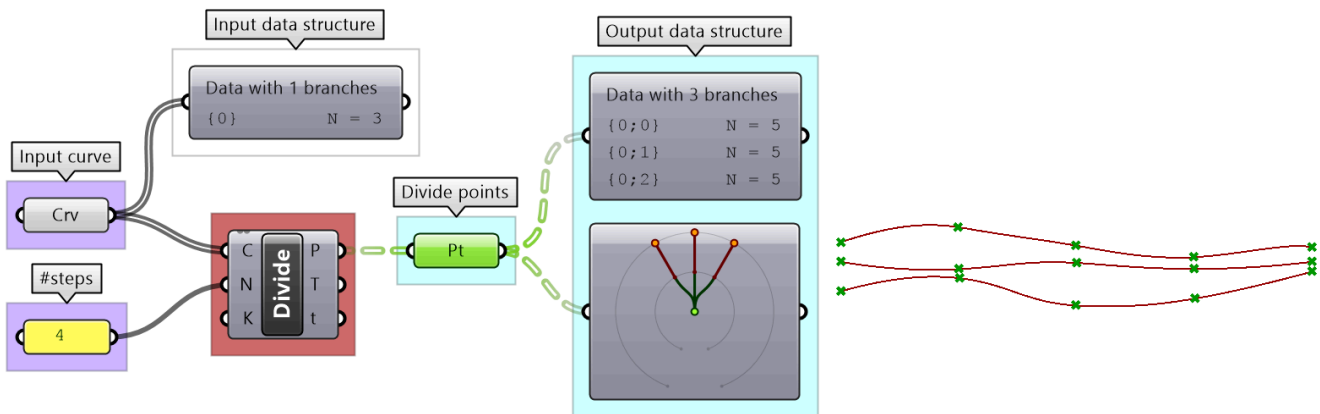 Input data structure
Data with 1 branches
{0} N = 3
Input curve
Crv
#steps
4
C
N
K
Divide
P
T
t
Divide points
Pt
Output data structure
Data with 3 branches
{0;0} N = 5
{0;1} N = 5
{0;2} N = 5